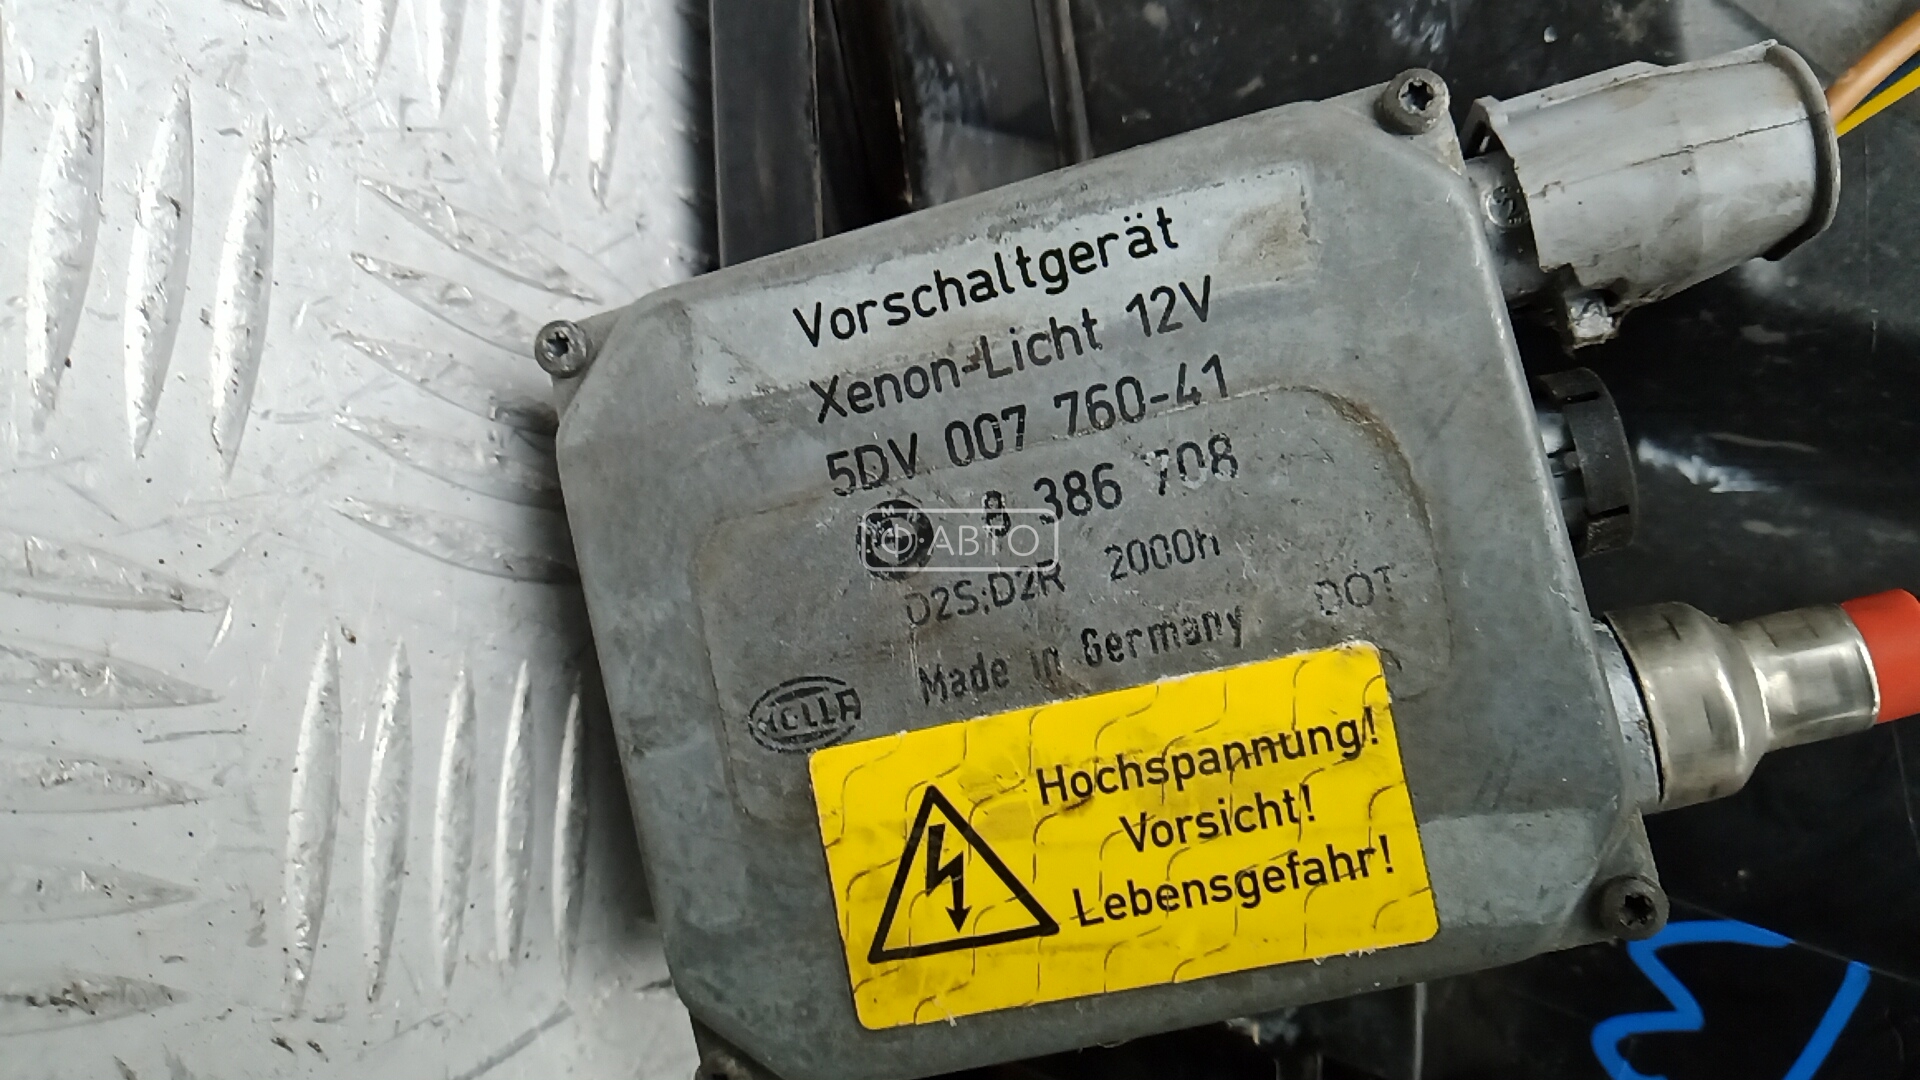 Vorschaltgerät
Xenon-Licht 12V
5DV 007 760-41
8 386 708
Ф АВТО
D2S;D2R 2000h
Made in Germany DOT
HELLA
Hochspannung!
Vorsicht!
Lebensgefahr!